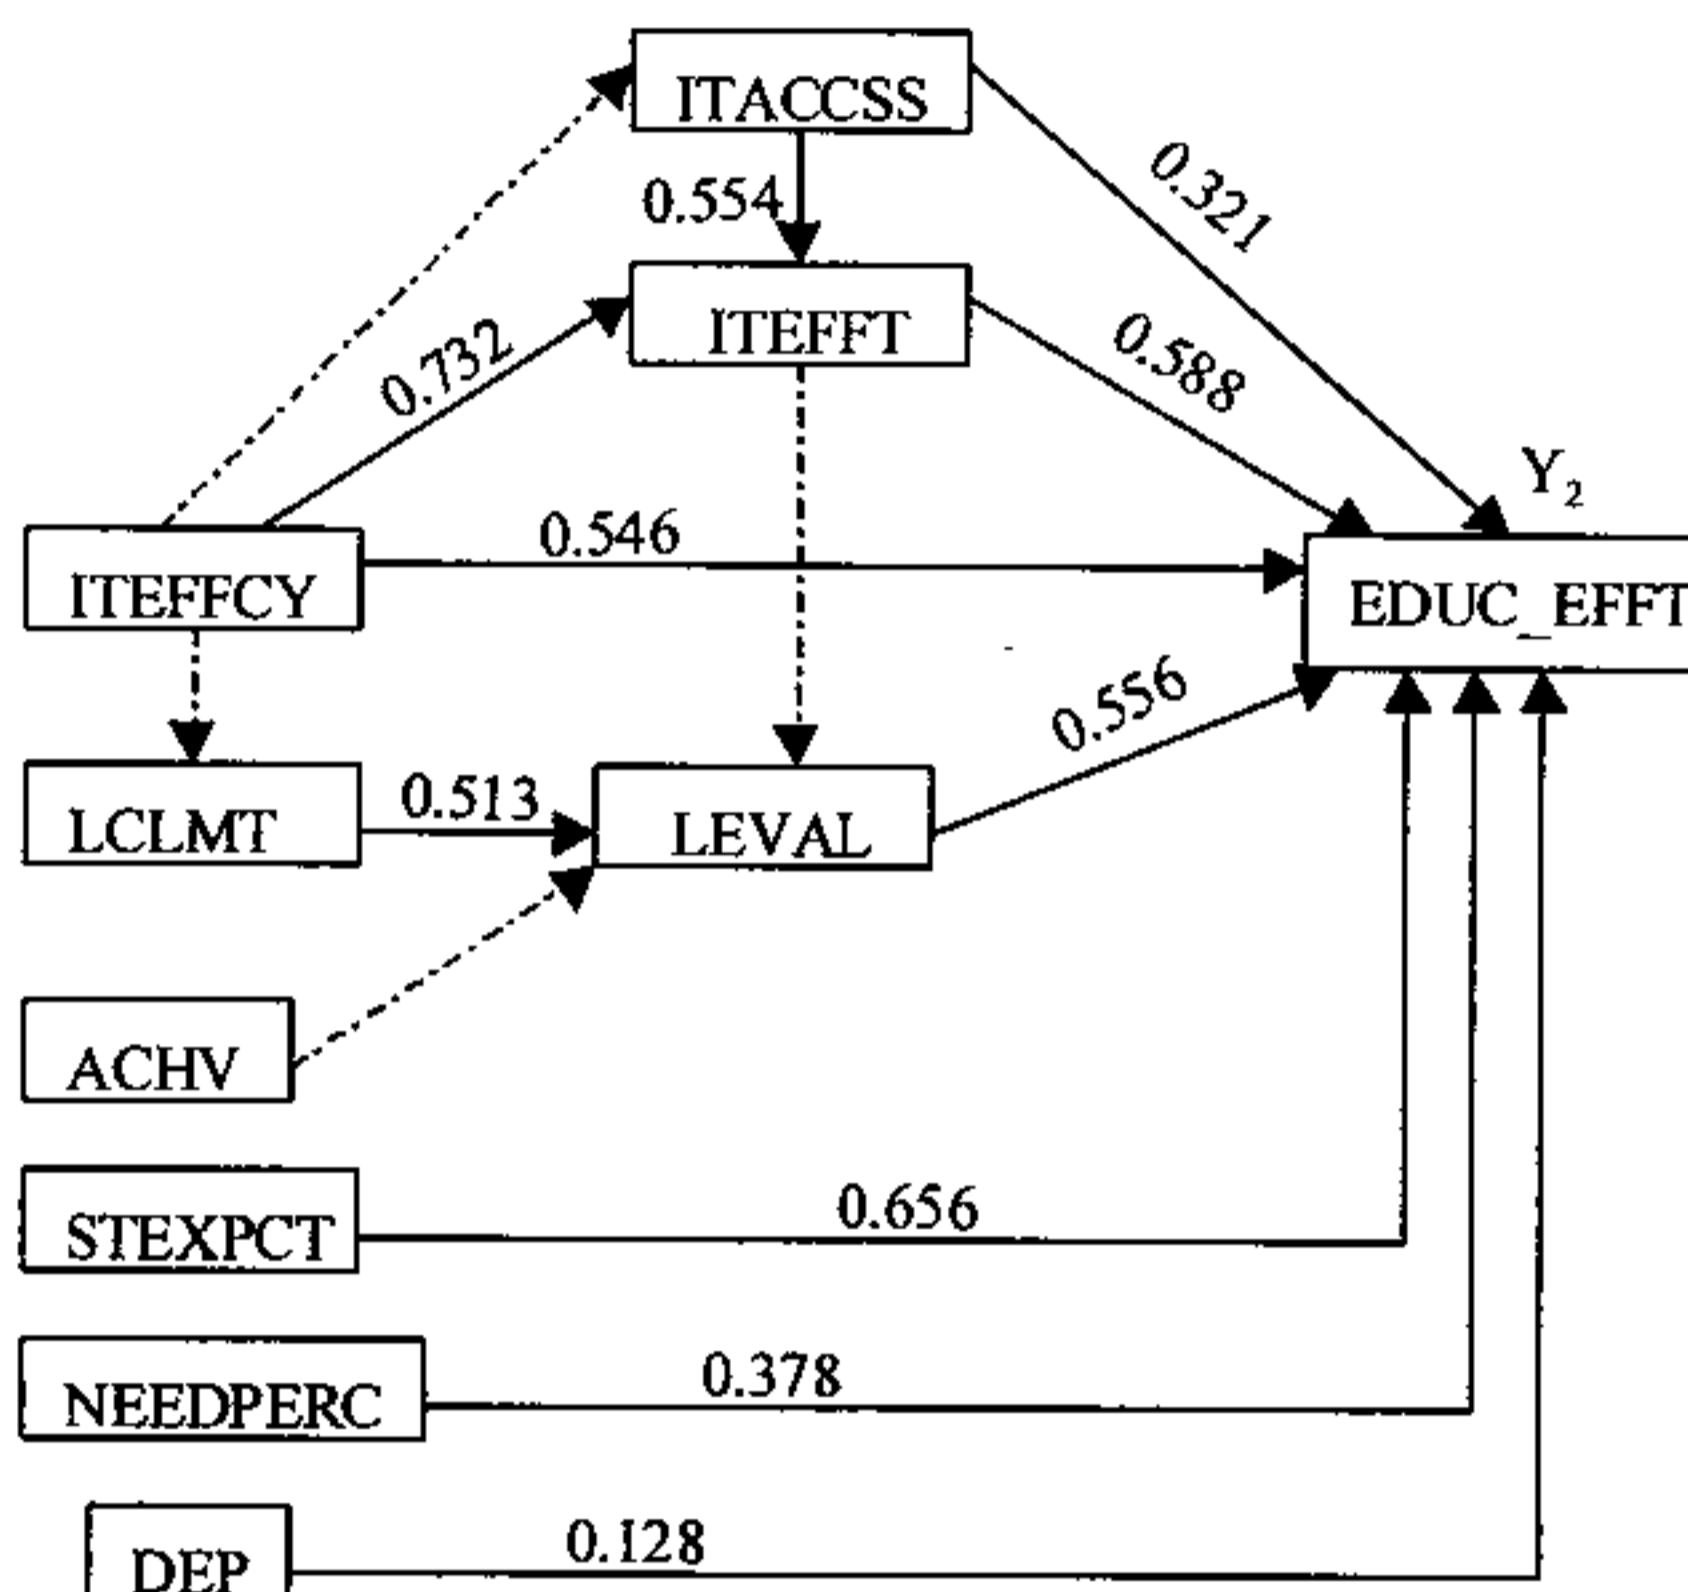 ITACCSS
0.321
0.554
ITEFFT
0.588
0.732
Y2
0.546
ITEFFCY
EDUC_EFFT
0.556
LCLMT
0.513
LEVAL
ACHV
STEXPCT
0.656
NEEDPERC
0.378
DEP
0.128